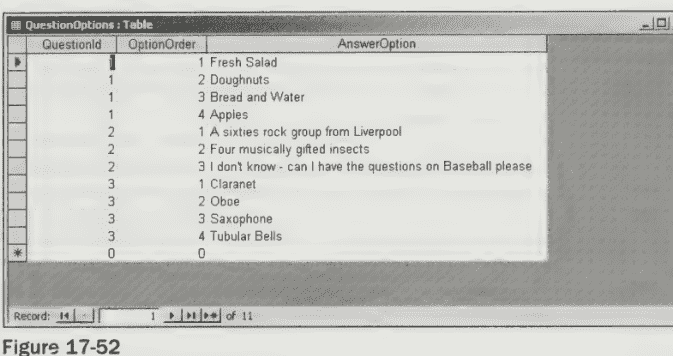 QuestionOptions : Table
QuestionId OptionOrder AnswerOption
1 1 Fresh Salad
1 2 Doughnuts
1 3 Bread and Water
1 4 Apples
2 1 A sixties rock group from Liverpool
2 2 Four musically gifted insects
2 3 I don't know - can I have the questions on Baseball please
3 1 Claranet
3 2 Oboe
3 3 Saxophone
3 4 Tubular Bells
0 0
Record: 1 of 11
Figure 17-52